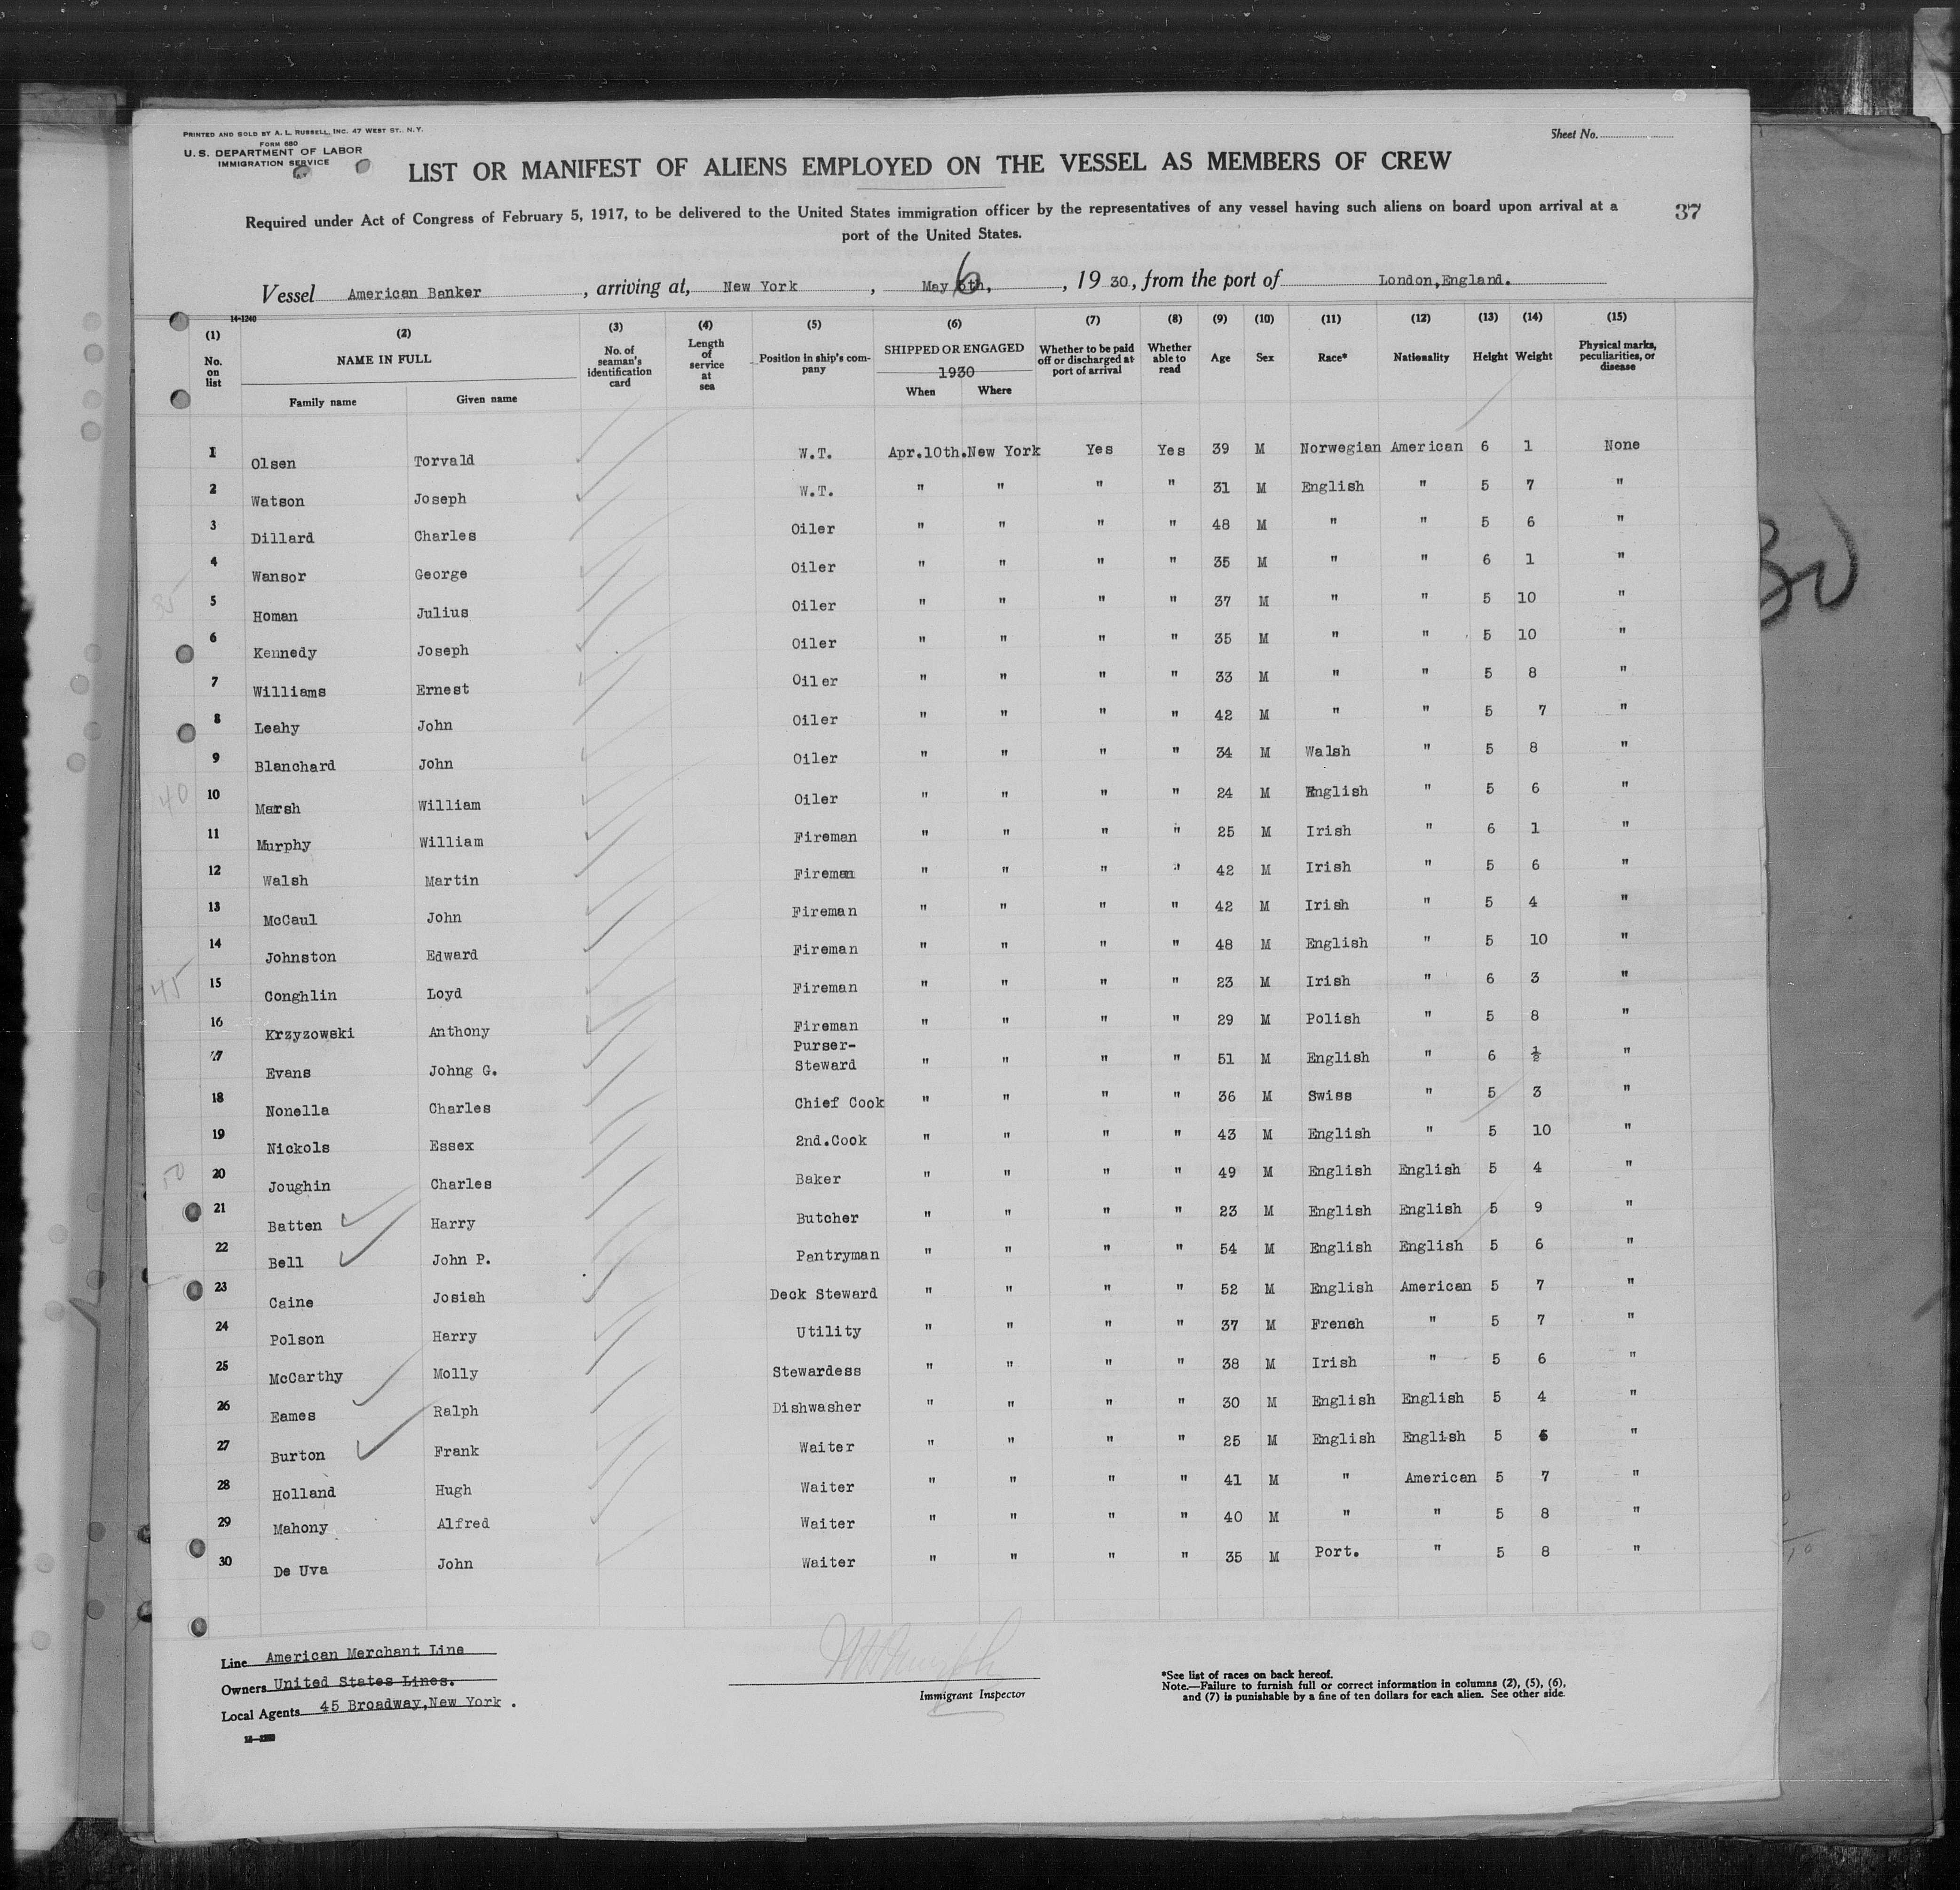 PRINTED AND SOLD BY A. L. RUSSELL, INC. 47 WEST ST., N.Y.
FORM 680
U. S. DEPARTMENT OF LABOR
IMMIGRATION SERVICE
Sheet No.
LIST OR MANIFEST OF ALIENS EMPLOYED ON THE VESSEL AS MEMBERS OF CREW
Required under Act of Congress of February 5, 1917, to be delivered to the United States immigration officer by the representatives of any vessel having such aliens on board upon arrival at a
port of the United States.
37
Vessel American Banker , arriving at, New York , May 6th, , 19 30, from the port of London,England.
14-1240
(1) (2) (3) (4) (5) (6) (7) (8) (9) (10) (11) (12) (13) (14) (15)
No. on list NAME IN FULL No. of seaman's identification card Length of service at sea Position in ship's company SHIPPED OR ENGAGED 1930 Whether to be paid off or discharged at port of arrival Whether able to read Age Sex Race* Nationality Height Weight Physical marks, peculiarities, or disease
Family name Given name When Where
1 Olsen Torvald W.T. Apr.10th. New York Yes Yes 39 M Norwegian American 6 1 None
2 Watson Joseph W.T. " " " " 31 M English " 5 7 "
3 Dillard Charles Oiler " " " " 48 M " " 5 6 "
4 Wansor George Oiler " " " " 35 M " " 6 1 "
5 Homan Julius Oiler " " " " 37 M " " 5 10 "
6 Kennedy Joseph Oiler " " " " 35 M " " 5 10 "
7 Williams Ernest Oiler " " " " 33 M " " 5 8 "
8 Leahy John Oiler " " " " 42 M " " 5 7 "
9 Blanchard John Oiler " " " " 34 M Walsh " 5 8 "
10 Marsh William Oiler " " " " 24 M English " 5 6 "
11 Murphy William Fireman " " " " 25 M Irish " 6 1 "
12 Walsh Martin Fireman " " " " 42 M Irish " 5 6 "
13 McCaul John Fireman " " " " 42 M Irish " 5 4 "
14 Johnston Edward Fireman " " " " 48 M English " 5 10 "
15 Conghlin Loyd Fireman " " " " 23 M Irish " 6 3 "
16 Krzyzowski Anthony Fireman " " " " 29 M Polish " 5 8 "
17 Evans Johng G. Purser-Steward " " " " 51 M English " 6 ½ "
18 Nonella Charles Chief Cook " " " " 36 M Swiss " 5 3 "
19 Nickols Essex 2nd.Cook " " " " 43 M English " 5 10 "
20 Joughin Charles Baker " " " " 49 M English English 5 4 "
21 Batten Harry Butcher " " " " 23 M English English 5 9 "
22 Bell John P. Pantryman " " " " 54 M English English 5 6 "
23 Caine Josiah Deck Steward " " " " 52 M English American 5 7 "
24 Polson Harry Utility " " " " 37 M French " 5 7 "
25 McCarthy Molly Stewardess " " " " 38 M Irish " 5 6 "
26 Eames Ralph Dishwasher " " " " 30 M English English 5 4 "
27 Burton Frank Waiter " " " " 25 M English English 5 "
28 Holland Hugh Waiter " " " " 41 M " American 5 7 "
29 Mahony Alfred Waiter " " " " 40 M " " 5 8 "
30 De Uva John Waiter " " " " 35 M Port. " 5 8 "
35
40
45
50
30
Line American Merchant Line
Owners United States Lines.
Local Agents 45 Broadway,New York .
Immigrant Inspector
*See list of races on back hereof.
Note.—Failure to furnish full or correct information in columns (2), (5), (6),
and (7) is punishable by a fine of ten dollars for each alien. See other side.